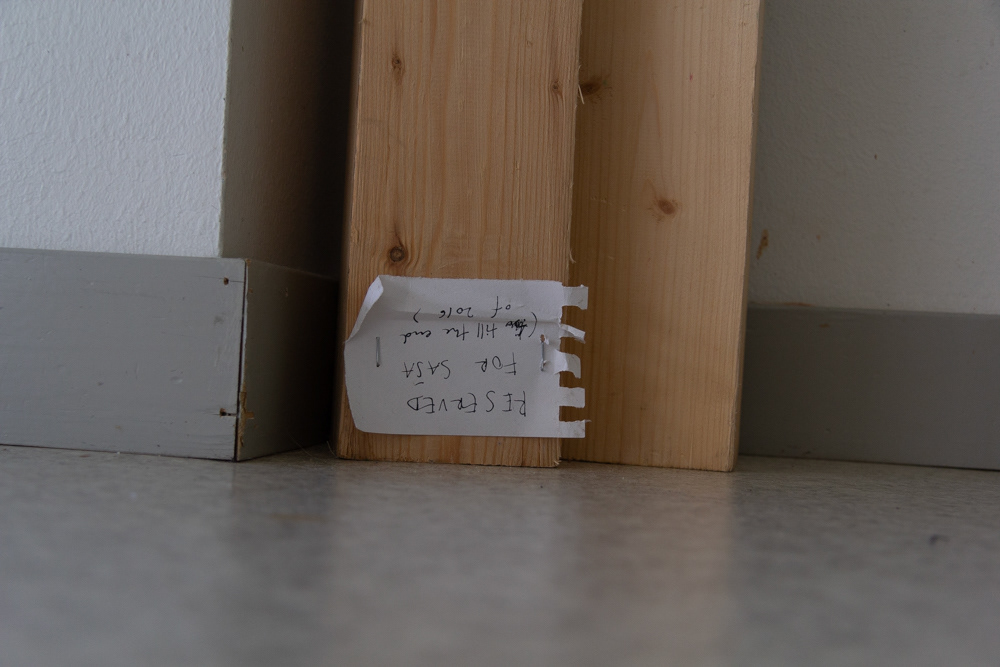 RESERVED
FOR SAŠA
( till the end
of 2016)